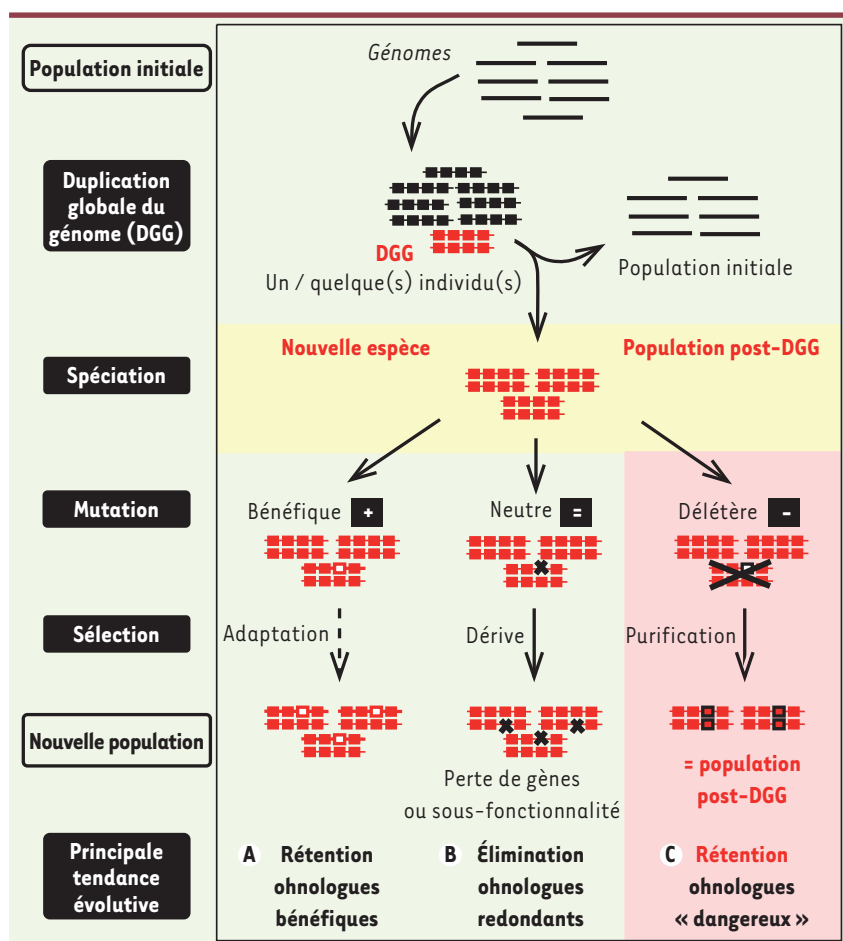 Population initiale
Génomes
Duplication
globale du
génome (DGG)
DGG
Un / quelque(s) individu(s)
Population initiale
Spéciation
Nouvelle espèce
Population post-DGG
Mutation
Bénéfique +
Neutre =
Délétère -
Sélection
Adaptation
Dérive
Purification
Nouvelle population
Perte de gènes
ou sous-fonctionnalité
= population
post-DGG
Principale
tendance
évolutive
A Rétention
ohnologues
bénéfiques
B Élimination
ohnologues
redondants
C Rétention
ohnologues
« dangereux »